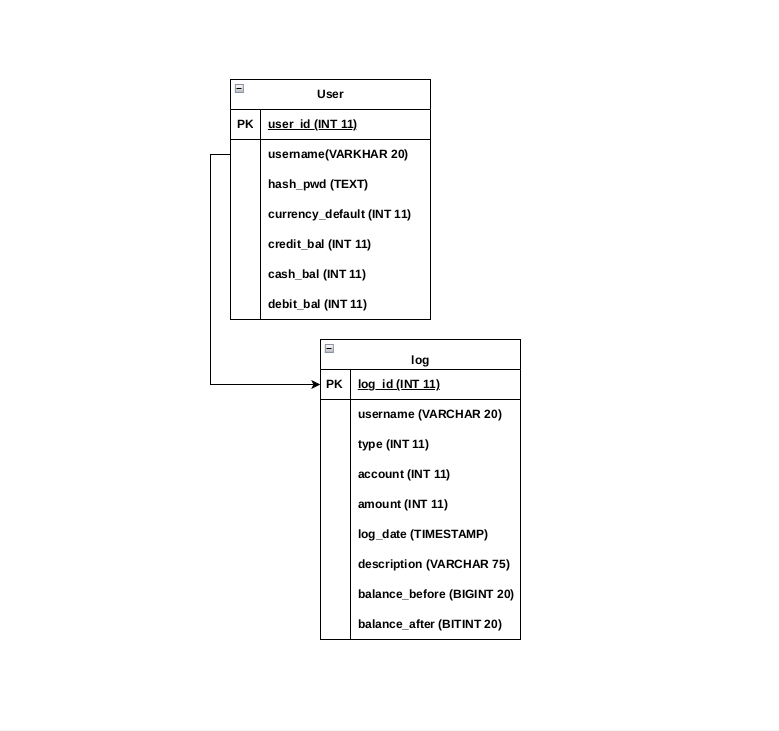 User
PK user_id (INT 11)
username(VARKHAR 20)
hash_pwd (TEXT)
currency_default (INT 11)
credit_bal (INT 11)
cash_bal (INT 11)
debit_bal (INT 11)
log
PK log_id (INT 11)
username (VARCHAR 20)
type (INT 11)
account (INT 11)
amount (INT 11)
log_date (TIMESTAMP)
description (VARCHAR 75)
balance_before (BIGINT 20)
balance_after (BITINT 20)